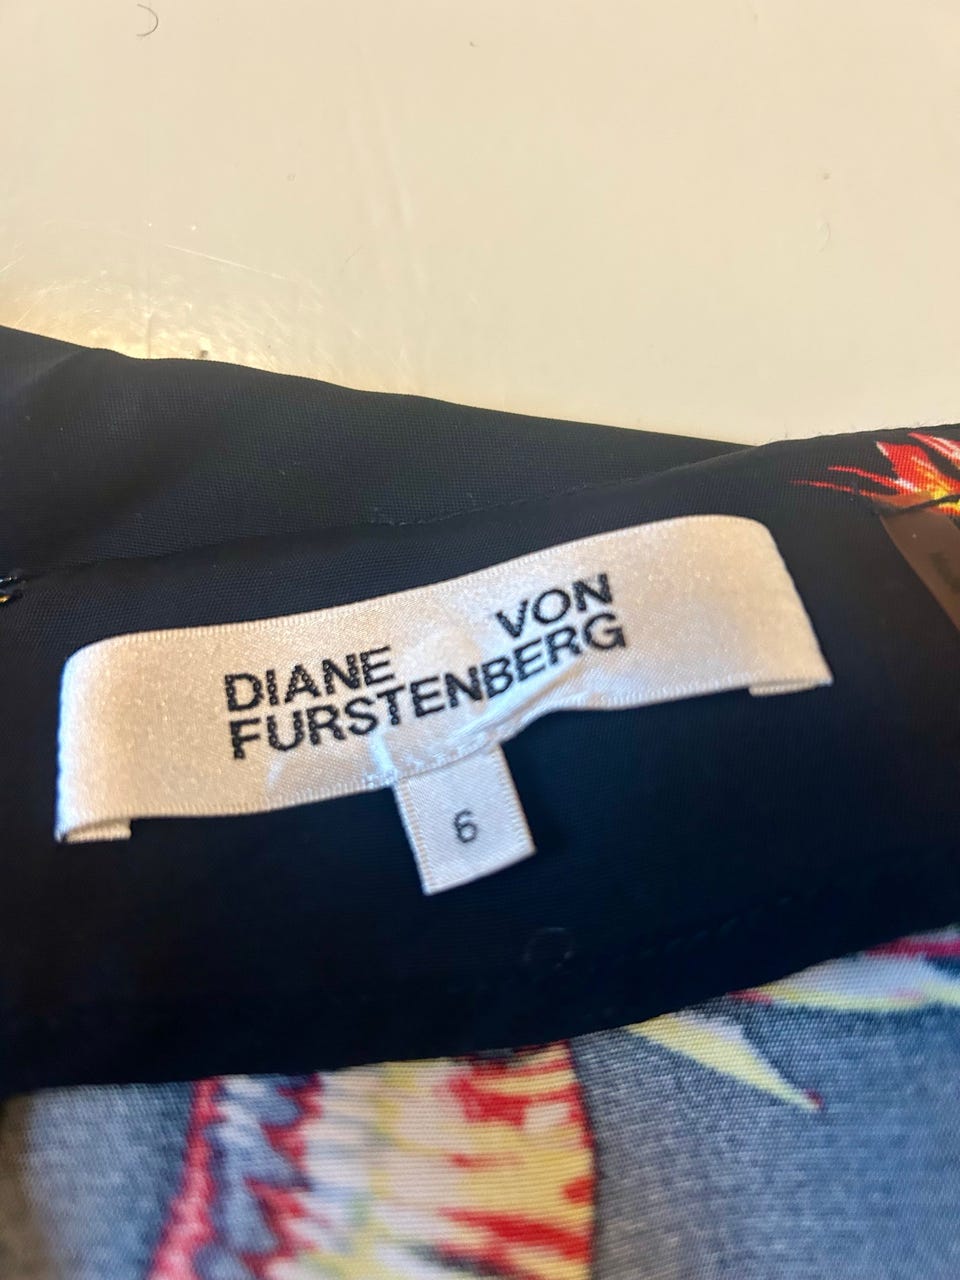 DIANE VON
FURSTENBERG
6